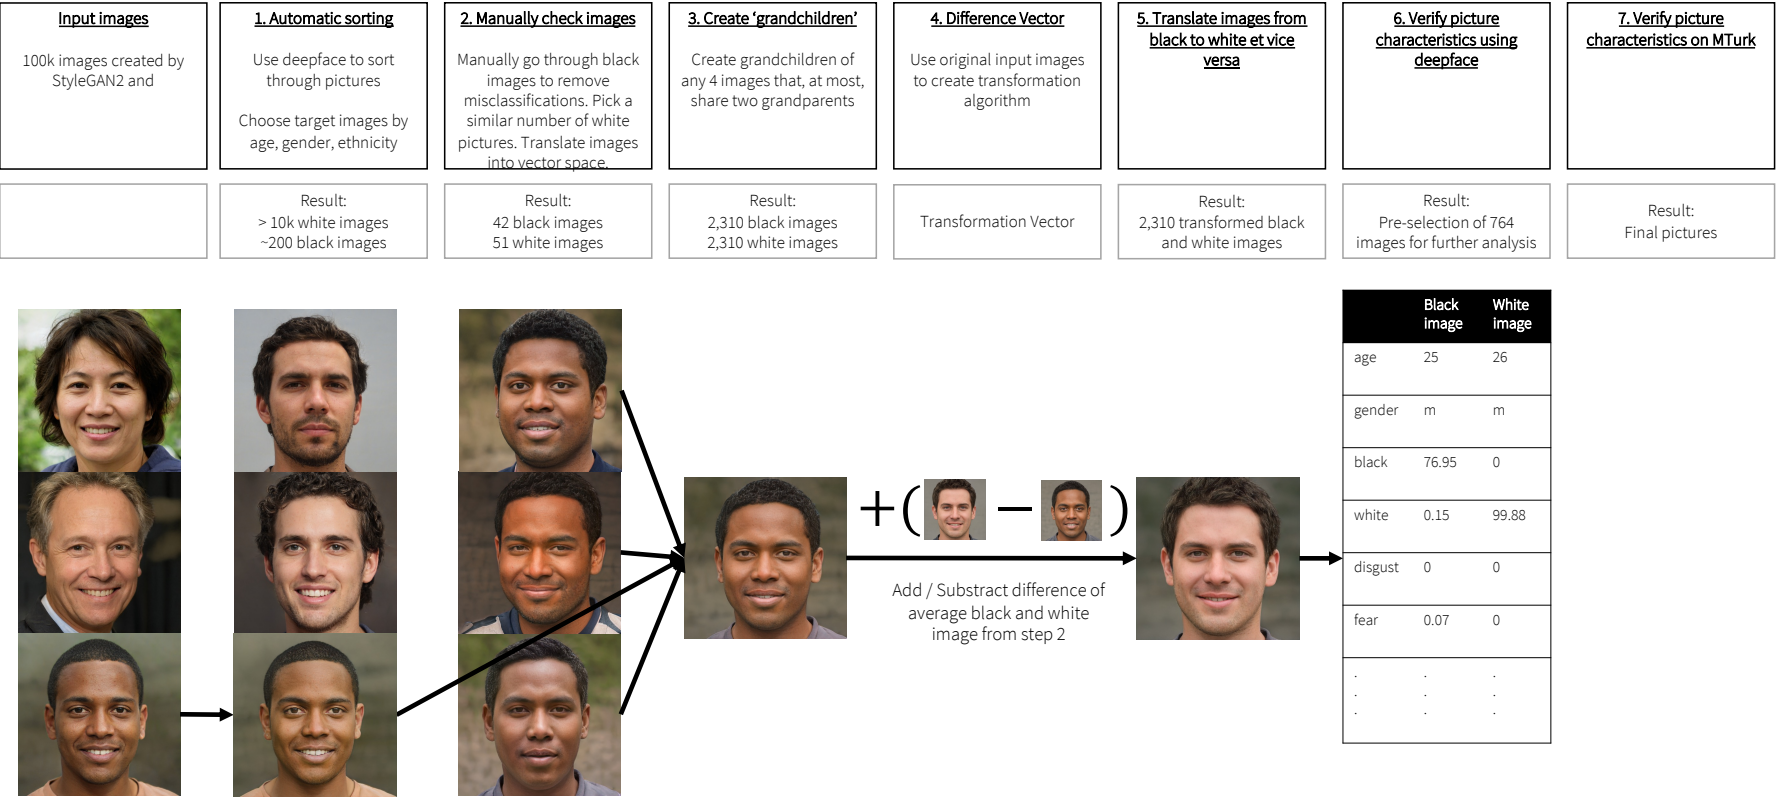 Input images
100k images created by
StyleGAN2 and
1. Automatic sorting
Use deepface to sort
through pictures
Choose target images by
age, gender, ethnicity
Result:
> 10k white images
~200 black images
2. Manually check images
Manually go through black
images to remove
misclassifications. Pick a
similar number of white
pictures. Translate images
into vector space.
Result:
42 black images
51 white images
3. Create ‘grandchildren’
Create grandchildren of
any 4 images that, at most,
share two grandparents
Result:
2,310 black images
2,310 white images
4. Difference Vector
Use original input images
to create transformation
algorithm
Transformation Vector
5. Translate images from
black to white et vice
versa
Result:
2,310 transformed black
and white images
6. Verify picture
characteristics using
deepface
Result:
Pre-selection of 764
images for further analysis
7. Verify picture
characteristics on MTurk
Result:
Final pictures
+( — )
Add / Substract difference of
average black and white
image from step 2
Black image White image
age 25 26
gender m m
black 76.95 0
white 0.15 99.88
disgust 0 0
fear 0.07 0
. . .
. . .
. . .